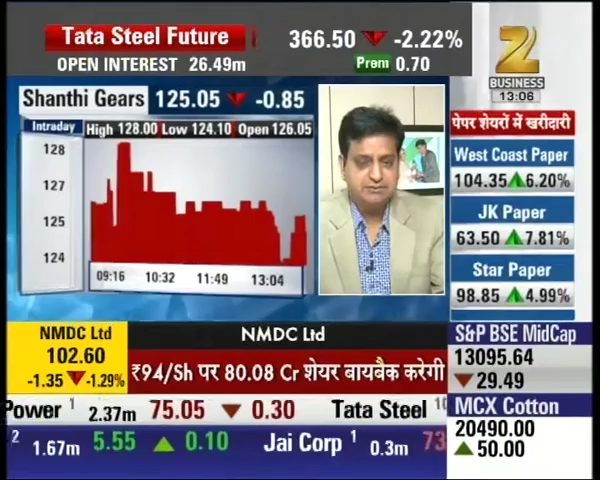 Tata Steel Future 366.50 -2.22%
OPEN INTEREST 26.49m Prem 0.70
Z
BUSINESS
13:06
Shanthi Gears 125.05 -0.85
Intraday High 128.00 Low 124.10 Open 126.05
128
127
125
124
09:16 10:32 11:49 13:04
पेपर शेयरों में खरीदारी
West Coast Paper
104.35 6.20%
JK Paper
63.50 7.81%
Star Paper
98.85 4.99%
NMDC Ltd
102.60
-1.35 -1.29%
NMDC Ltd
₹94/Sh पर 80.08 Cr शेयर बायबैक करेगी
S&P BSE MidCap
13095.64
29.49
MCX Cotton
20490.00
50.00
Power 1 2.37m 75.05 0.30 Tata Steel
2 1.67m 5.55 0.10 Jai Corp 1 0.3m 73